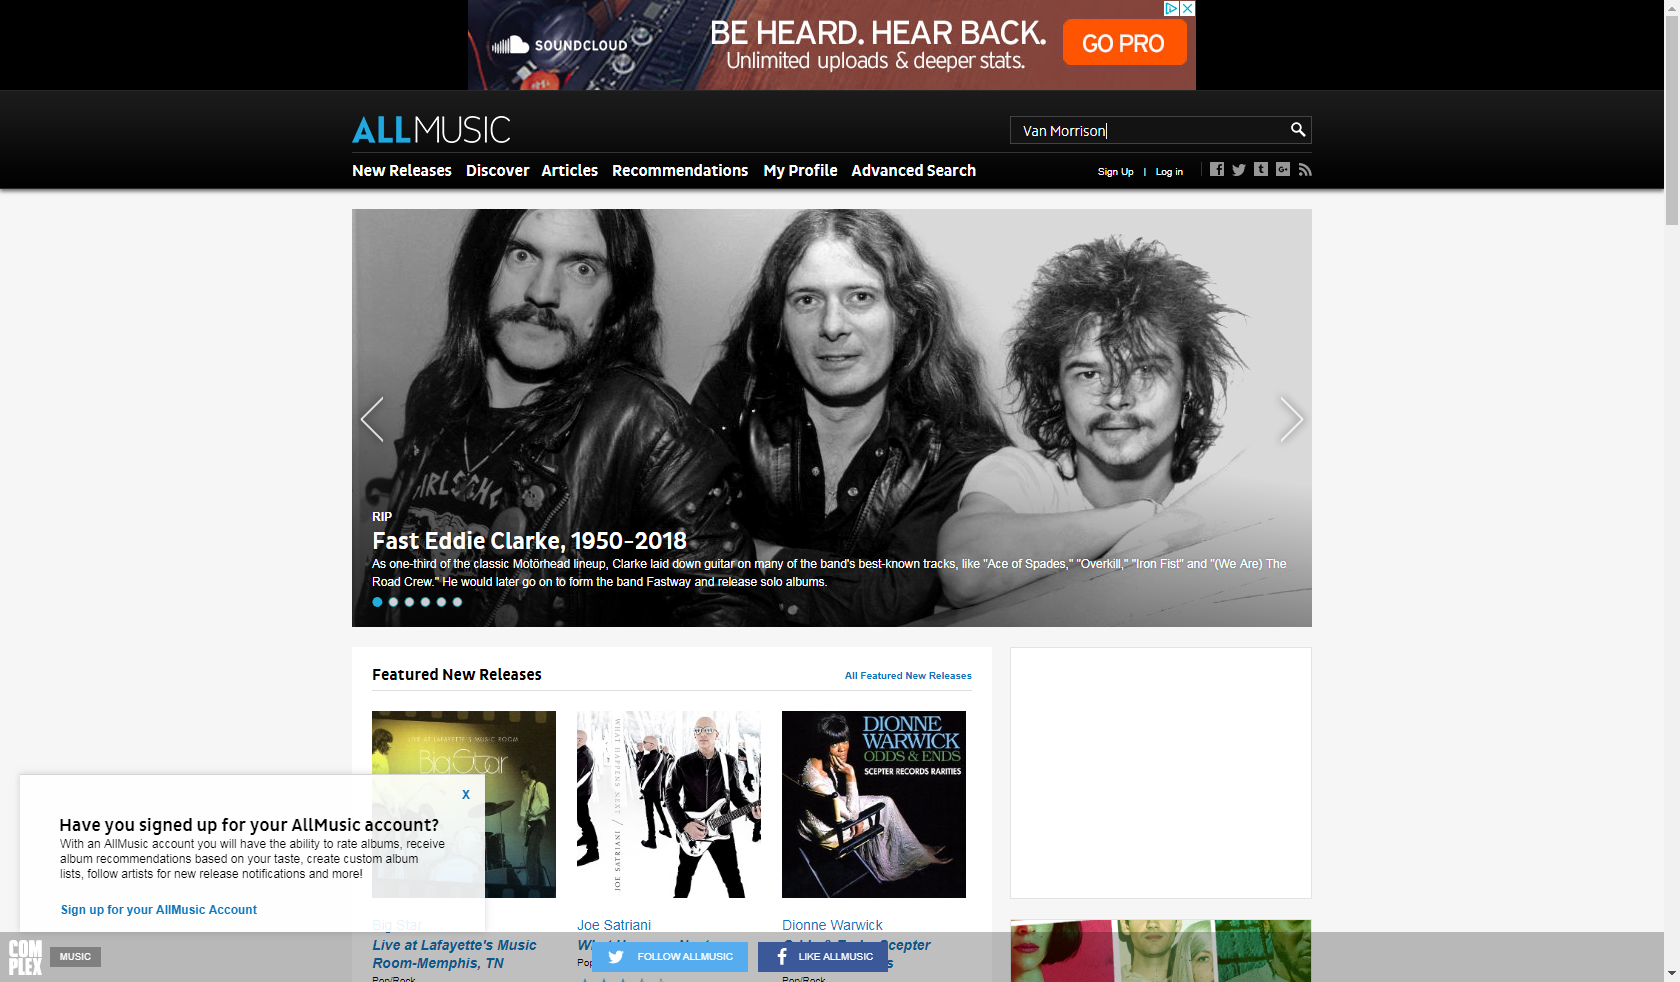 SOUNDCLOUD
BE HEARD. HEAR BACK.
Unlimited uploads & deeper stats.
GO PRO
ALLMUSIC
Van Morrison
New Releases
Discover
Articles
Recommendations
My Profile
Advanced Search
Sign Up | Log in
RIP
Fast Eddie Clarke, 1950-2018
As one-third of the classic Motörhead lineup, Clarke laid down guitar on many of the band's best-known tracks, like "Ace of Spades," "Overkill," "Iron Fist" and "(We Are) The
Road Crew." He would later go on to form the band Fastway and release solo albums.
Featured New Releases
All Featured New Releases
LIVE AT LAFAYETTE'S MUSIC ROOM
Big Star
WHAT HAPPENS NEXT / JOE SATRIANI
DIONNE
WARWICK
ODDS & ENDS
SCEPTER RECORDS RARITIES
X
Have you signed up for your AllMusic account?
With an AllMusic account you will have the ability to rate albums, receive
album recommendations based on your taste, create custom album
lists, follow artists for new release notifications and more!
Sign up for your AllMusic Account
Big Star
Live at Lafayette's Music
Room-Memphis, TN
Pop/Rock
Joe Satriani
Dionne Warwick
Pop/Rock
COM
PLEX
MUSIC
FOLLOW ALLMUSIC
LIKE ALLMUSIC